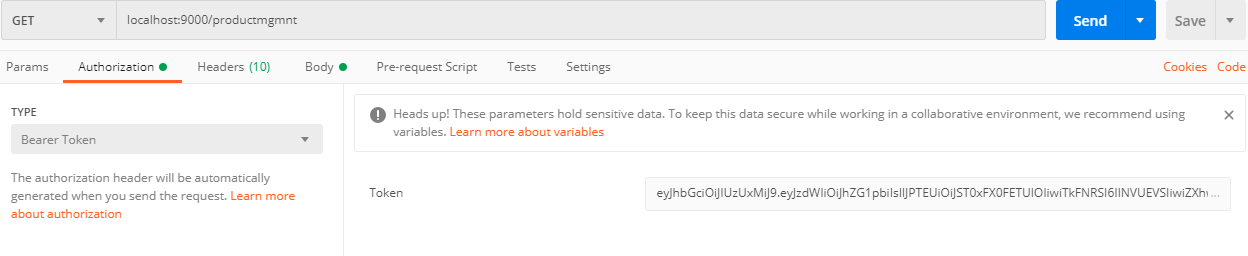 GET
localhost:9000/productmgmnt
Send
Save
Params
Authorization
Headers (10)
Body
Pre-request Script
Tests
Settings
Cookies
Code
TYPE
Bearer Token
The authorization header will be automatically
generated when you send the request. Learn more
about authorization
Heads up! These parameters hold sensitive data. To keep this data secure while working in a collaborative environment, we recommend using
variables. Learn more about variables
Token